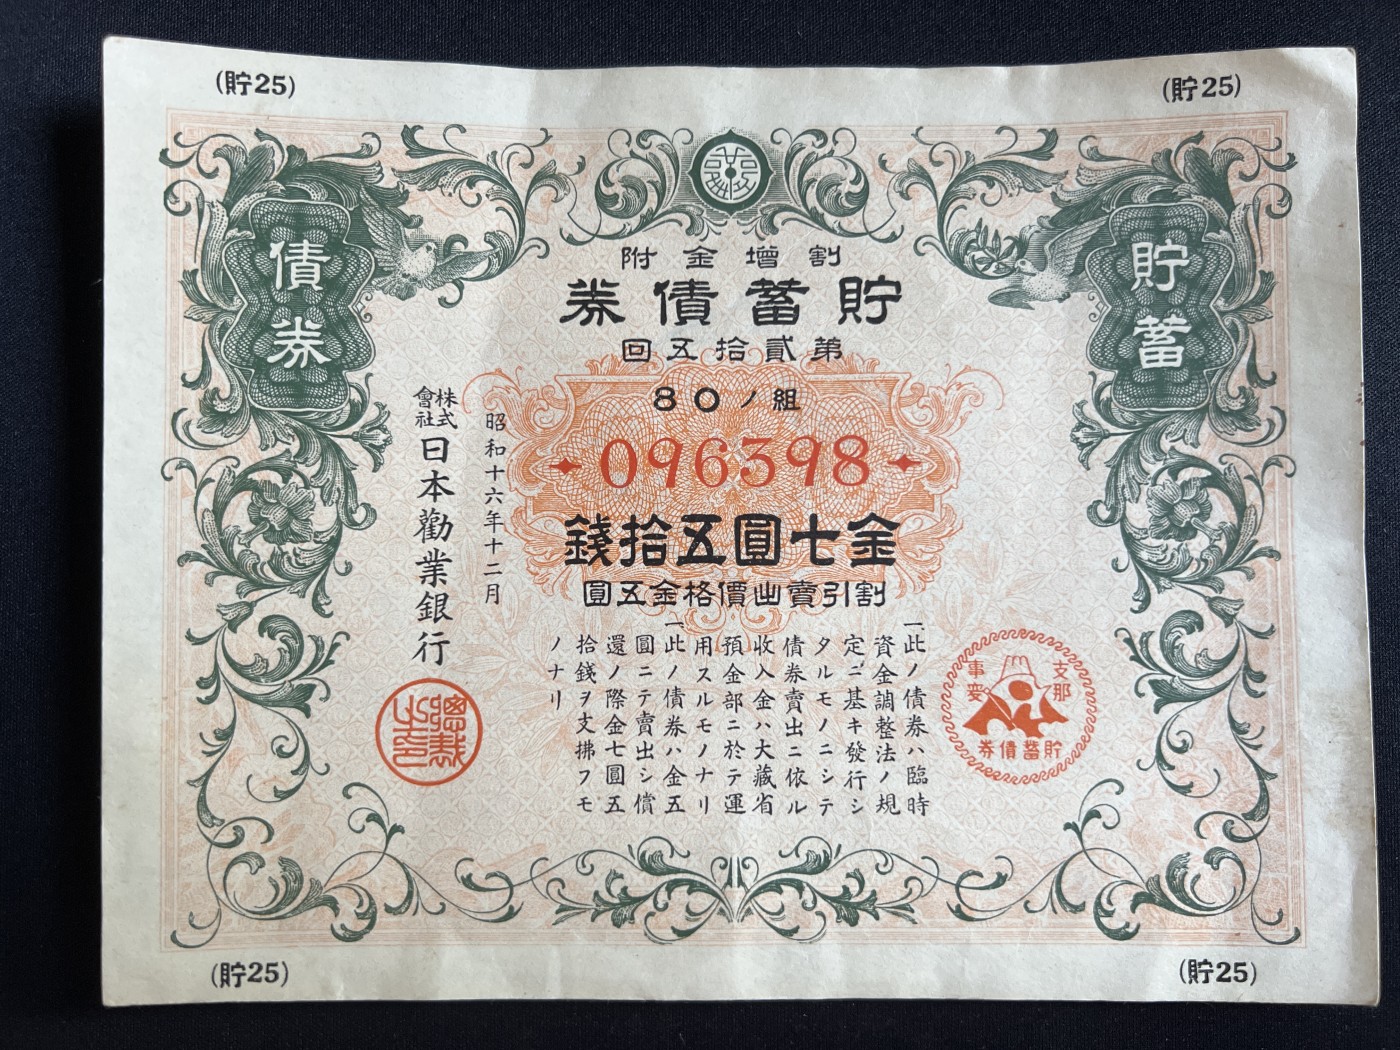 (貯25)
(貯25)
貯蓄
債券
割増金附
貯蓄債券
第貳拾五回
80ノ組
096398
金七圓五拾錢
割引賣出價格金五圓
一此ノ債券ハ臨時
資金調整法ノ規
定ニ基キ發行シ
タルモノニシテ
債券賣出ニ依ル
收入金ハ大藏省
預金部ニ於テ運
用スルモノナリ
一此ノ債券ハ金五
圓ニテ賣出シ償
還ノ際金七圓五
拾錢ヲ支拂フモ
ノナリ
支那
事變
貯蓄債券
昭和十六年十二月
株式會社日本勸業銀行
總裁之印
(貯25)
(貯25)